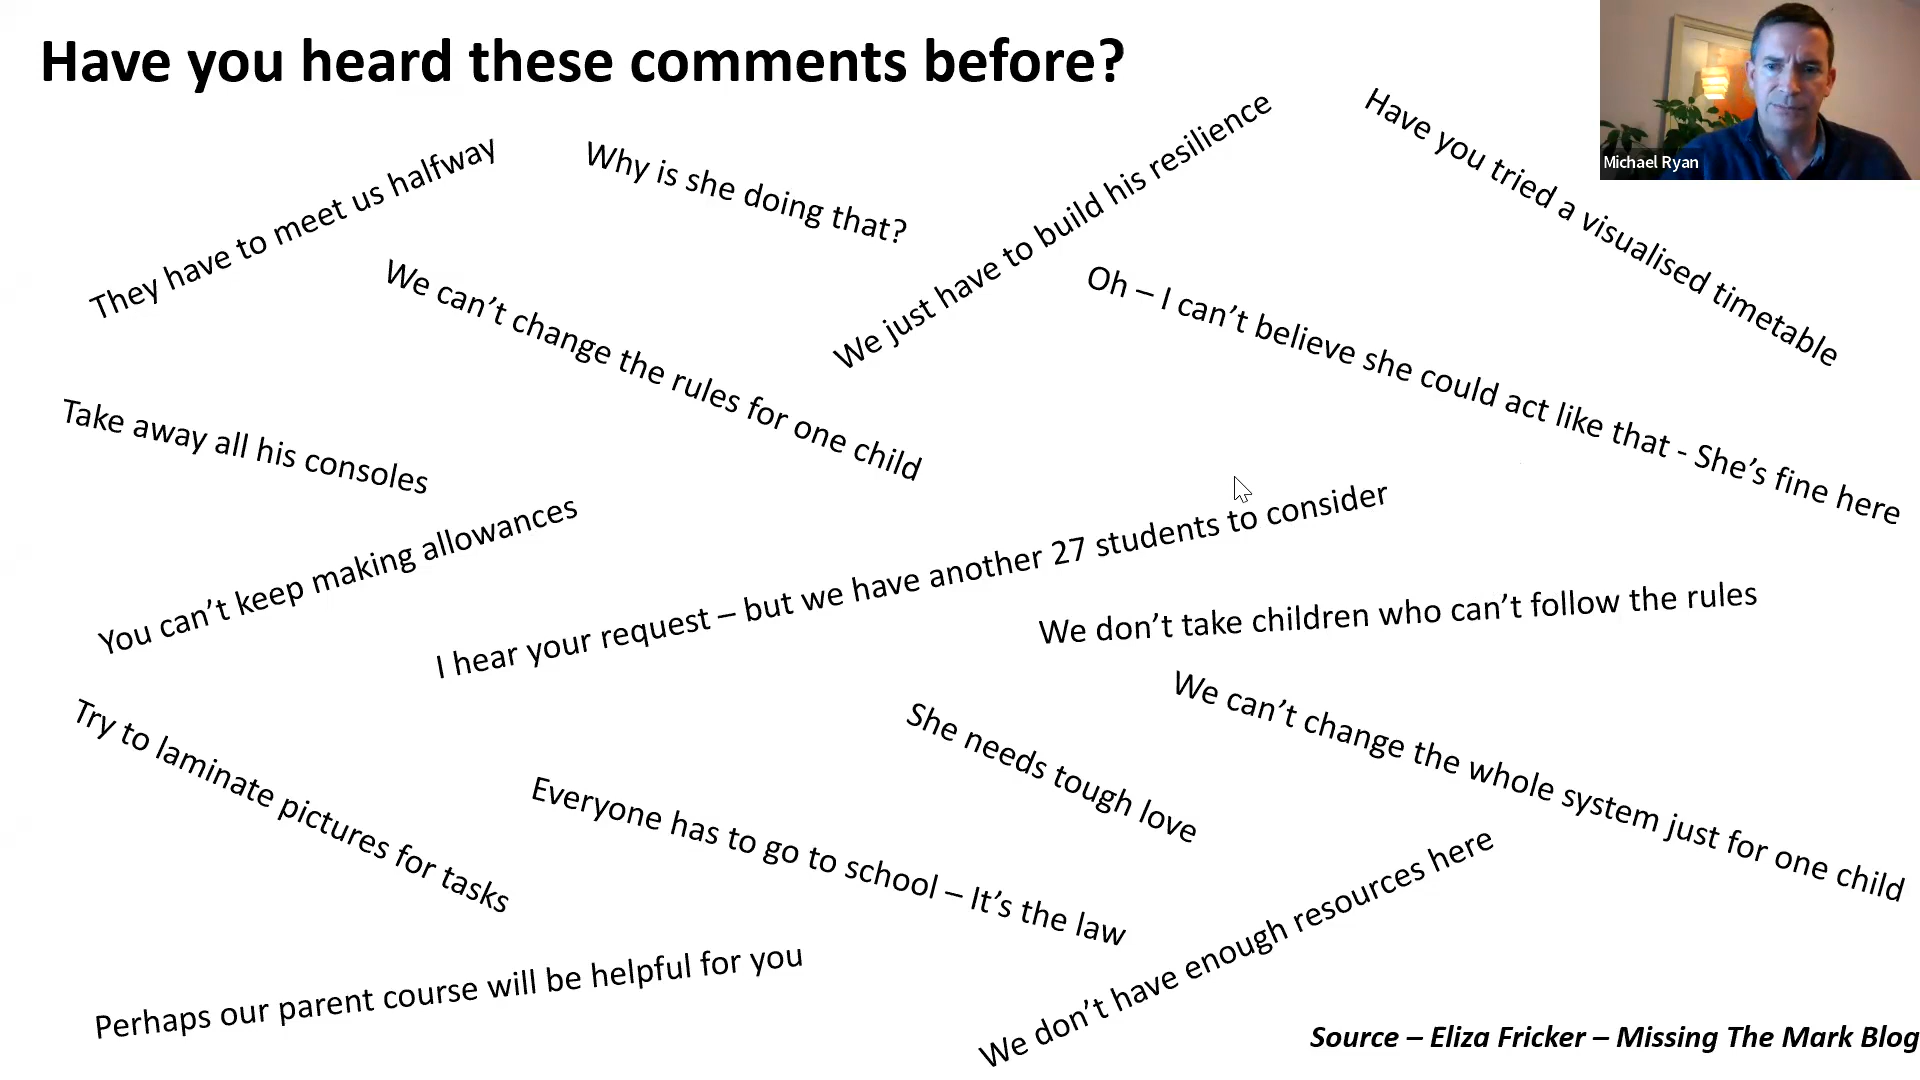 Have you heard these comments before?
Michael Ryan
They have to meet us halfway
Why is she doing that?
We just have to build his resilience
Have you tried a visualised timetable
We can’t change the rules for one child
Oh – I can’t believe she could act like that - She’s fine here
Take away all his consoles
You can’t keep making allowances
I hear your request – but we have another 27 students to consider
We don’t take children who can’t follow the rules
Try to laminate pictures for tasks
She needs tough love
We can’t change the whole system just for one child
Everyone has to go to school – It’s the law
We don’t have enough resources here
Perhaps our parent course will be helpful for you
Source – Eliza Fricker – Missing The Mark Blog